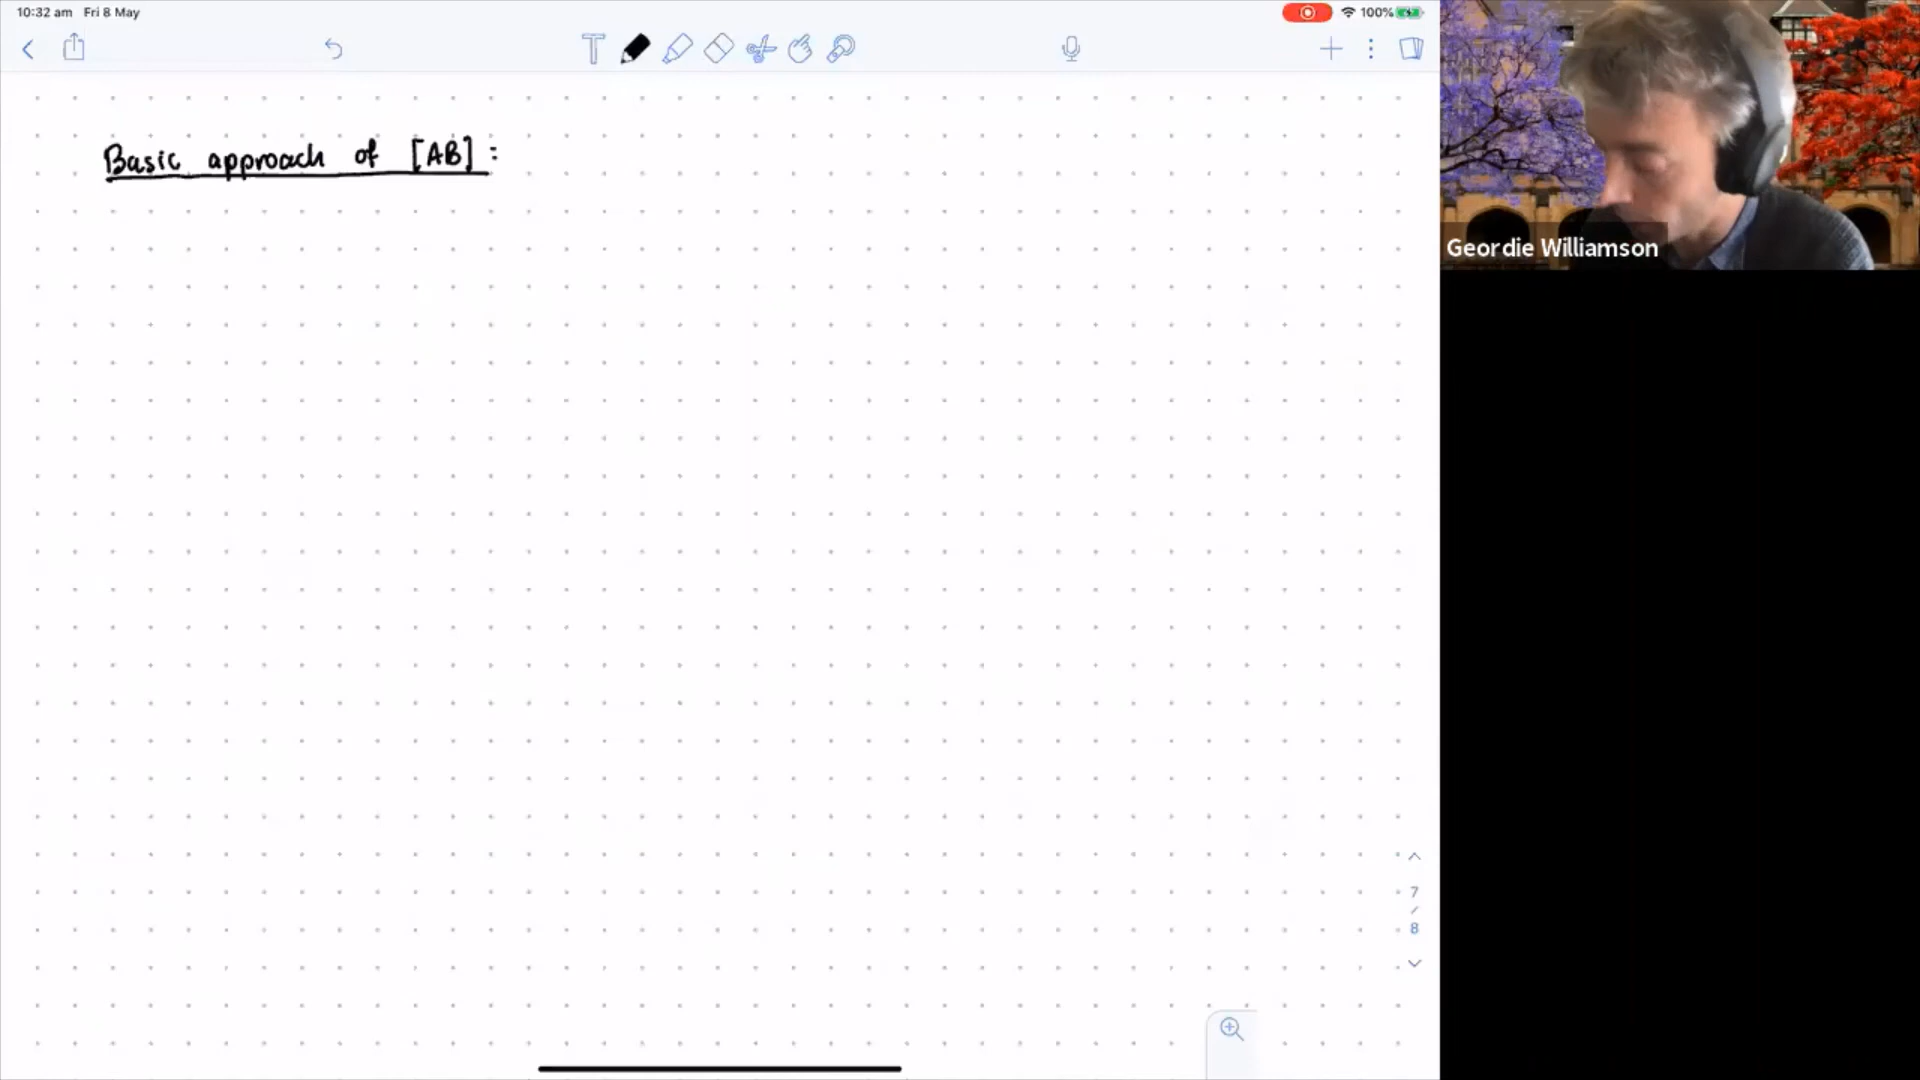 10:32 am Fri 8 May
100%
Basic approach of [AB] :
Geordie Williamson
7
/
8